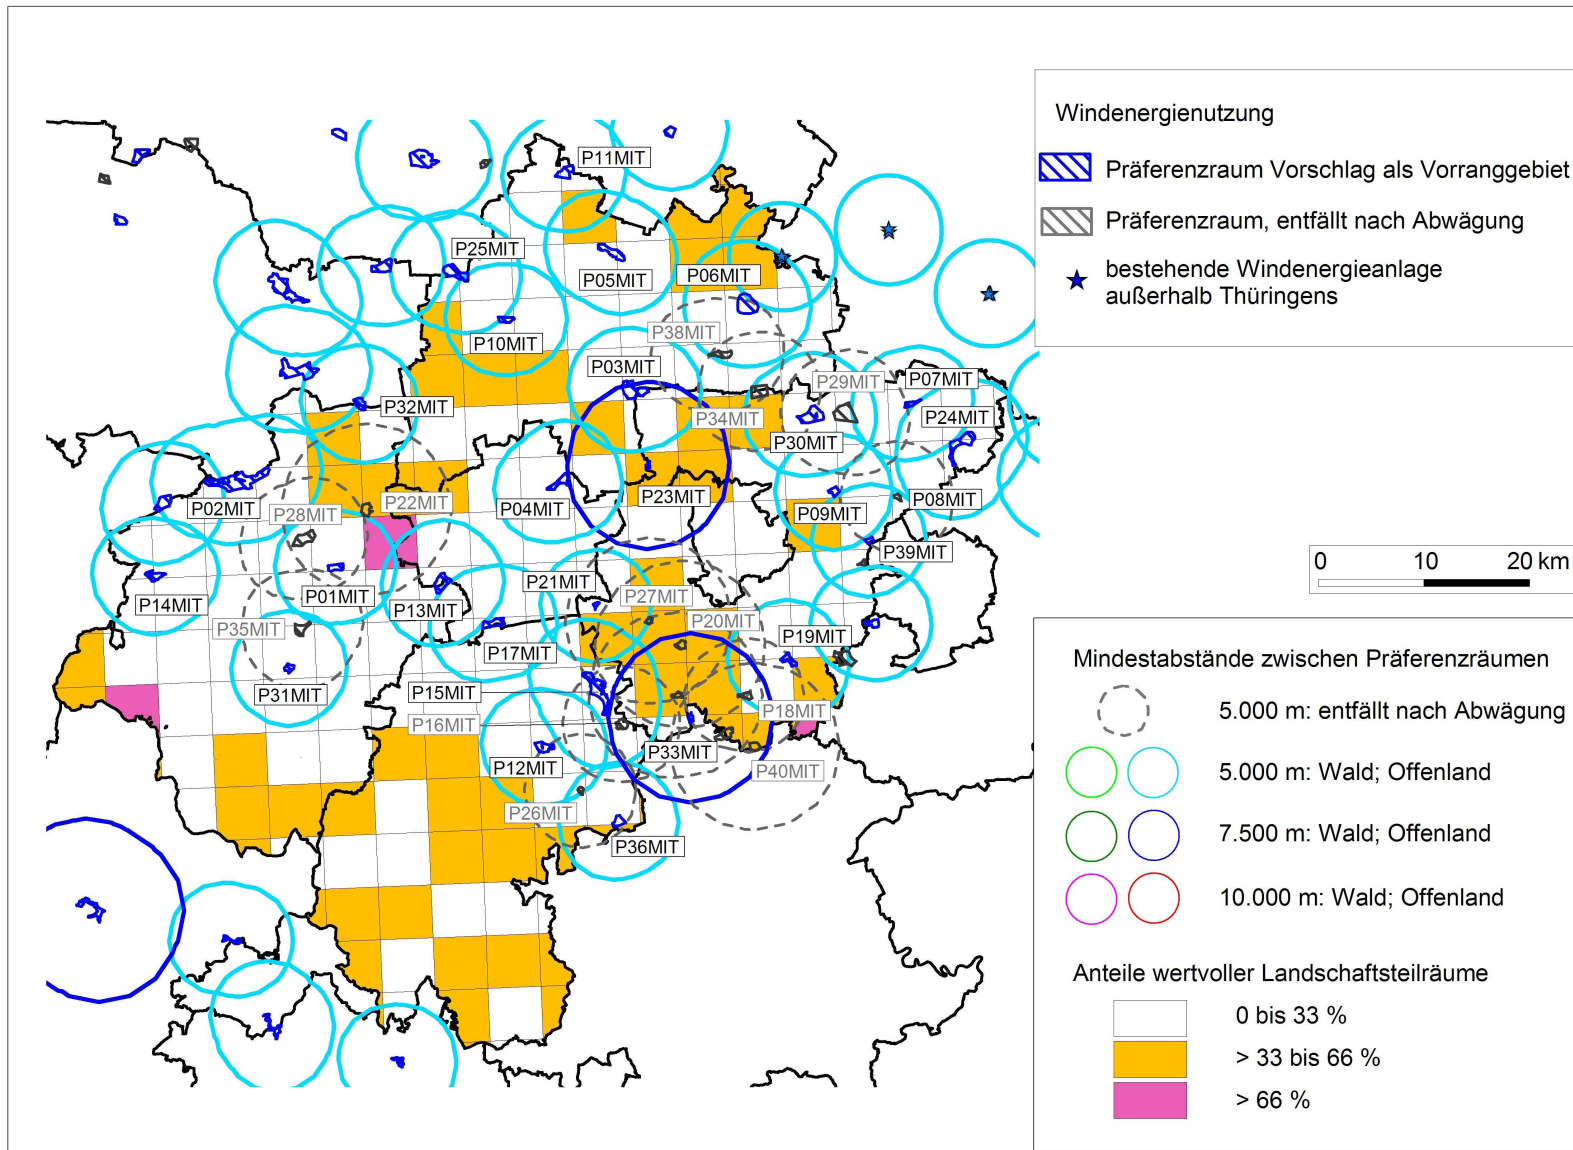 Windenergienutzung
Präferenzraum Vorschlag als Vorranggebiet
Präferenzraum, entfällt nach Abwägung
bestehende Windenergieanlage
außerhalb Thüringens
P11MIT
P25MIT
P05MIT
P06MIT
P38MIT
P10MIT
P03MIT
P29MIT
P07MIT
P32MIT
P34MIT
P24MIT
P30MIT
P02MIT
P28MIT
P22MIT
P04MIT
P23MIT
P09MIT
P08MIT
P39MIT
P14MIT
P01MIT
P13MIT
P21MIT
P27MIT
P35MIT
P20MIT
P19MIT
P17MIT
P31MIT
P15MIT
P16MIT
P18MIT
P33MIT
P12MIT
P40MIT
P26MIT
P36MIT
0 10 20 km
Mindestabstände zwischen Präferenzräumen
5.000 m: entfällt nach Abwägung
5.000 m: Wald; Offenland
7.500 m: Wald; Offenland
10.000 m: Wald; Offenland
Anteile wertvoller Landschaftsteilräume
0 bis 33 %
> 33 bis 66 %
> 66 %